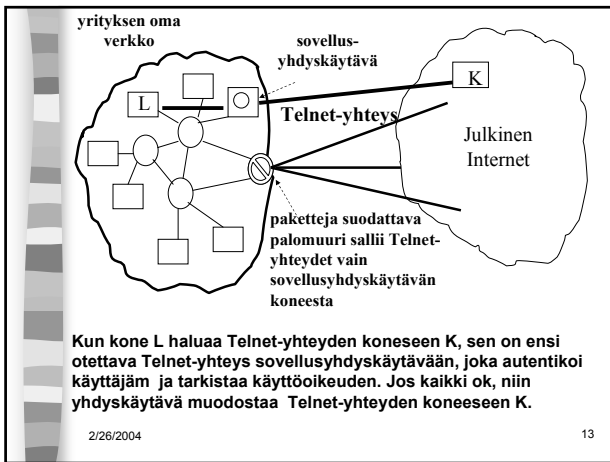 yrityksen oma
verkko
sovellus-
yhdyskäytävä
L
K
Telnet-yhteys
Julkinen
Internet
paketteja suodattava
palomuuri sallii Telnet-
yhteydet vain
sovellusyhdyskäytävän
koneesta
Kun kone L haluaa Telnet-yhteyden koneseen K, sen on ensi
otettava Telnet-yhteys sovellusyhdyskäytävään, joka autentikoi
käyttäjäm ja tarkistaa käyttöoikeuden. Jos kaikki ok, niin
yhdyskäytävä muodostaa Telnet-yhteyden koneeseen K.
2/26/2004
13